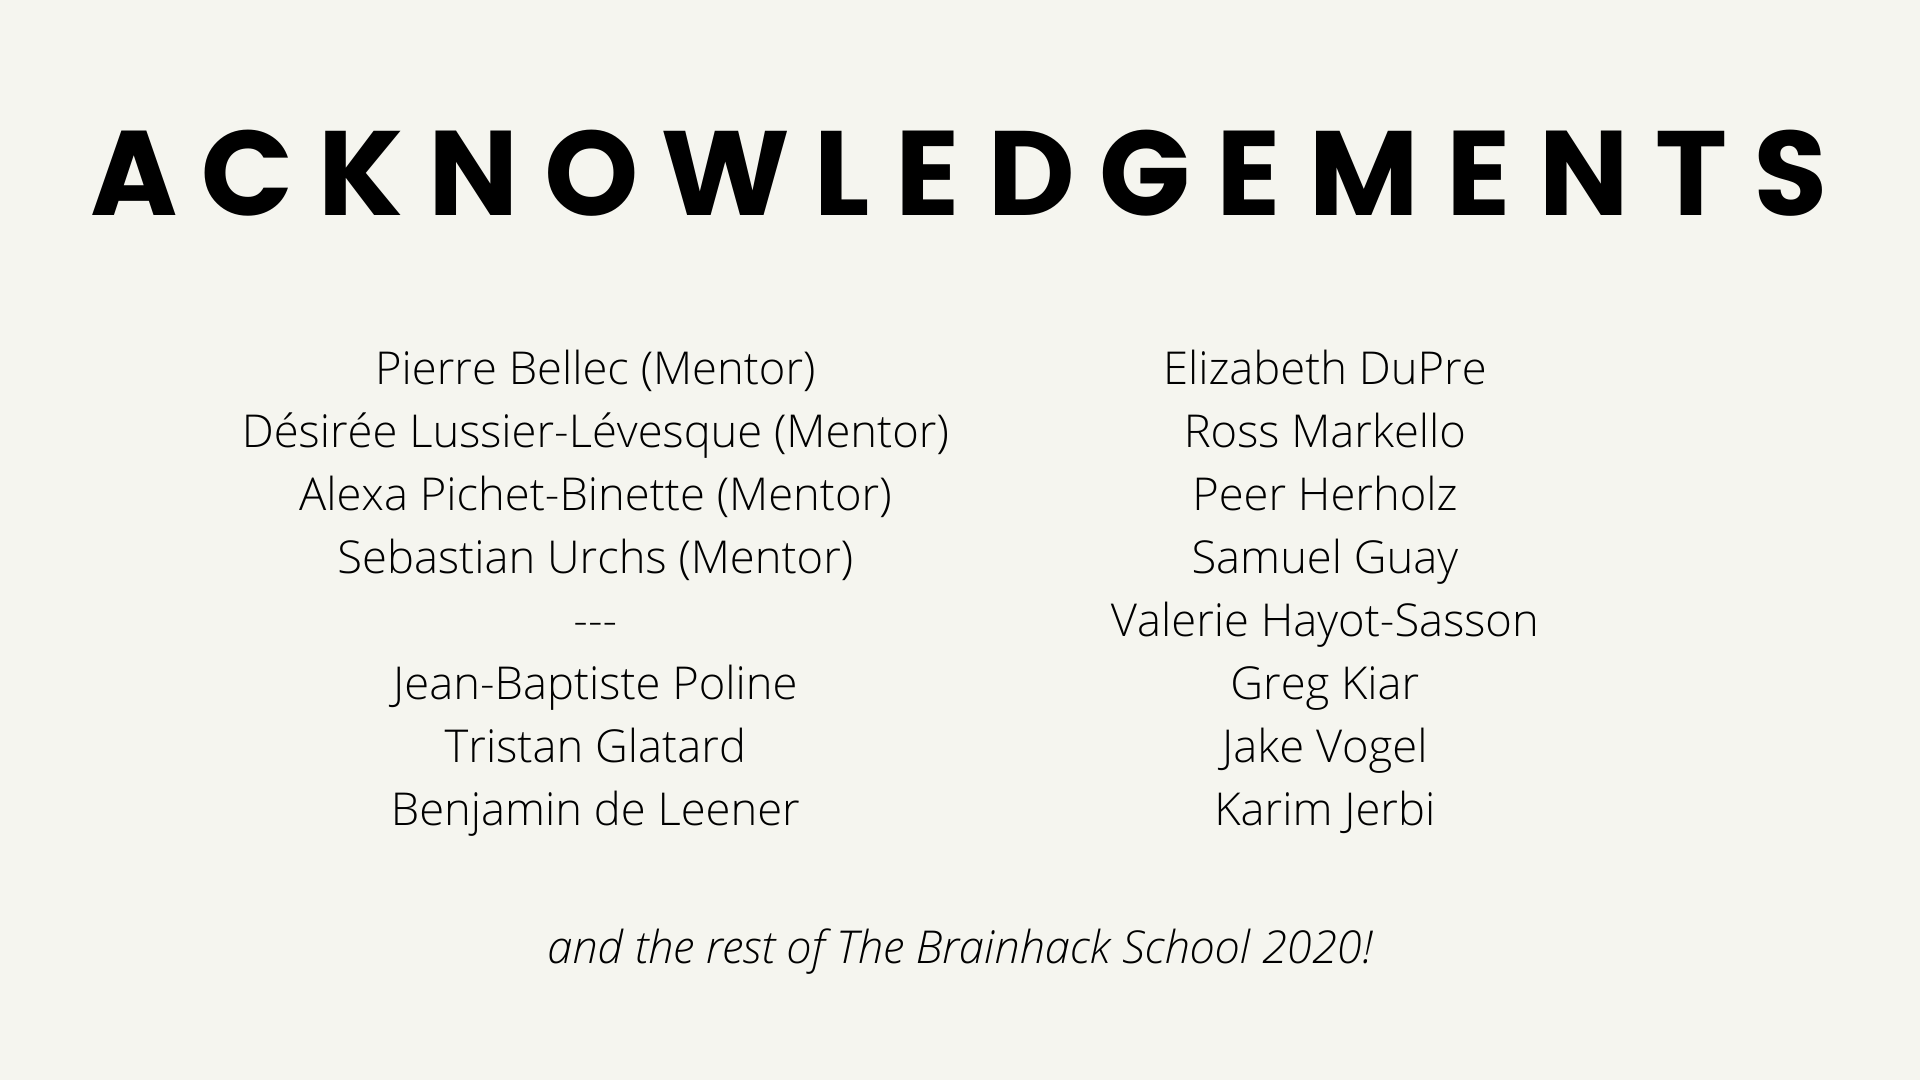 ACKNOWLEDGEMENTS
Pierre Bellec (Mentor)
Désirée Lussier-Lévesque (Mentor)
Alexa Pichet-Binette (Mentor)
Sebastian Urchs (Mentor)
---
Jean-Baptiste Poline
Tristan Glatard
Benjamin de Leener
Elizabeth DuPre
Ross Markello
Peer Herholz
Samuel Guay
Valerie Hayot-Sasson
Greg Kiar
Jake Vogel
Karim Jerbi
and the rest of The Brainhack School 2020!